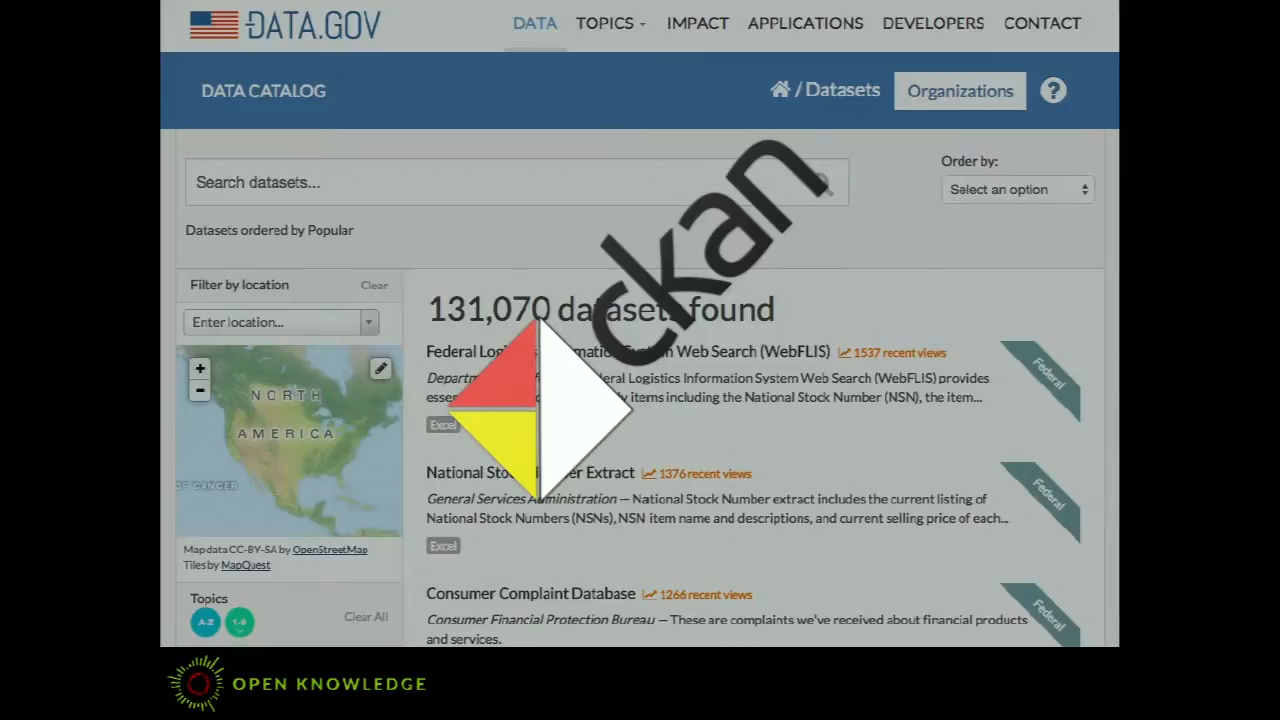 DATA.GOV
DATA TOPICS IMPACT APPLICATIONS DEVELOPERS CONTACT
DATA CATALOG
/ Datasets Organizations ?
Search datasets...
Order by:
Select an option
Datasets ordered by Popular
ckan
Filter by location Clear
Enter location...
131,070 datasets found
Federal System Web Search (WebFLIS) 1537 recent views
Federal Logistics Information System Web Search (WebFLIS) provides
items including the National Stock Number (NSN), the item...
Excel
Federal
+
-
NORTH
AMERICA
OF CANCER
National Extract 1376 recent views
General Services Administration — National Stock Number extract includes the current listing of
National Stock Numbers (NSNs), NSN item name and descriptions, and current selling price of each...
Excel
Federal
Map data CC-BY-SA by OpenStreetMap
Tiles by MapQuest
Topics Clear All
A-Z
Consumer Complaint Database 1266 recent views
Consumer Financial Protection Bureau — These are complaints we've received about financial products
and services.
Federal
OPEN KNOWLEDGE